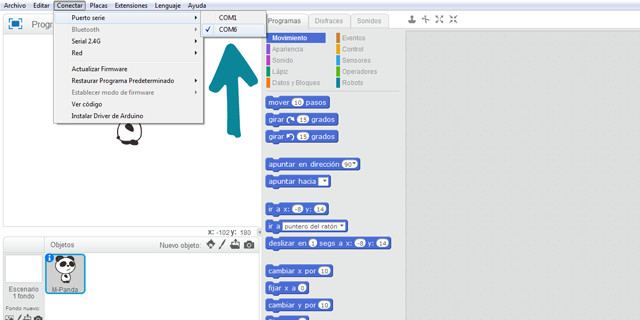 Archivo Editar Conectar Placas Extensiones Lenguaje Ayuda
Puerto serie
Bluetooth
Serial 2.4G
Red
Actualizar Firmware
Restaurar Programa Predeterminado
Establecer modo de firmware
Ver código
Instalar Driver de Arduino
COM1
COM6
Progra
Programas Disfraces Sonidos
Movimiento Eventos
Apariencia Control
Sonido Sensores
Lápiz Operadores
Datos y Bloques Robots
mover 10 pasos
girar 15 grados
girar 15 grados
apuntar en dirección 90
apuntar hacia
ir a x: -8 y: 14
ir a puntero del ratón
deslizar en 1 segs a x: -8 y: 14
cambiar x por 10
fijar x a 0
cambiar y por 10
X: -102 Y: 180
Objetos Nuevo objeto:
M-Panda
Escenario
1 fondo
Fondo nuevo: